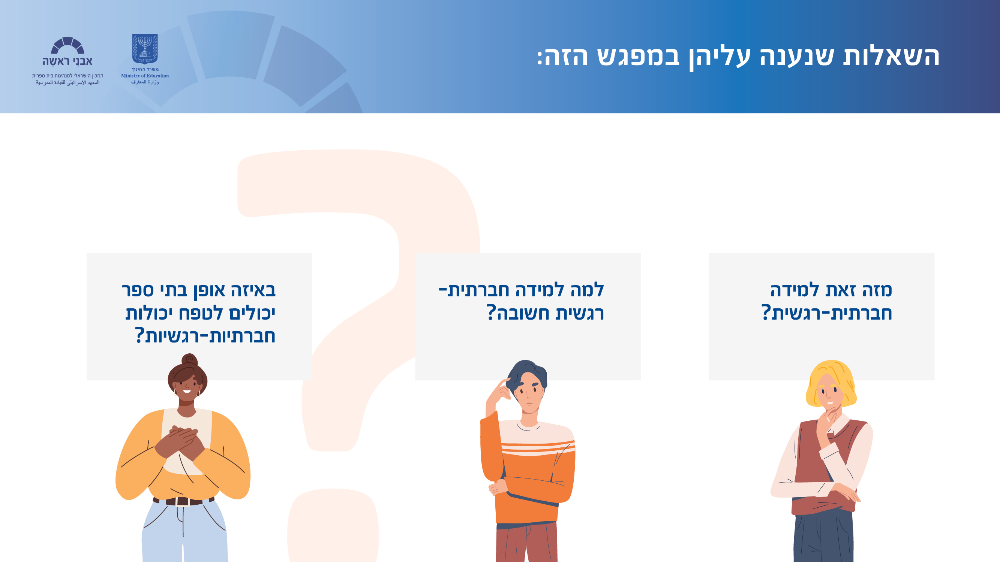 השאלות שנענה עליהן במפגש הזה:
משרד החינוך
Ministry of Education
وزارة المعارف
אבנֵי רֹאשָה
המכון הישראלי למנהיגות בית ספרית
المعهد الاسرائيلي للقيادة المدرسية
מזה זאת למידה
חברתית-רגשית?
למה למידה חברתית-
רגשית חשובה?
באיזה אופן בתי ספר
יכולים לטפח יכולות
חברתיות-רגשיות?